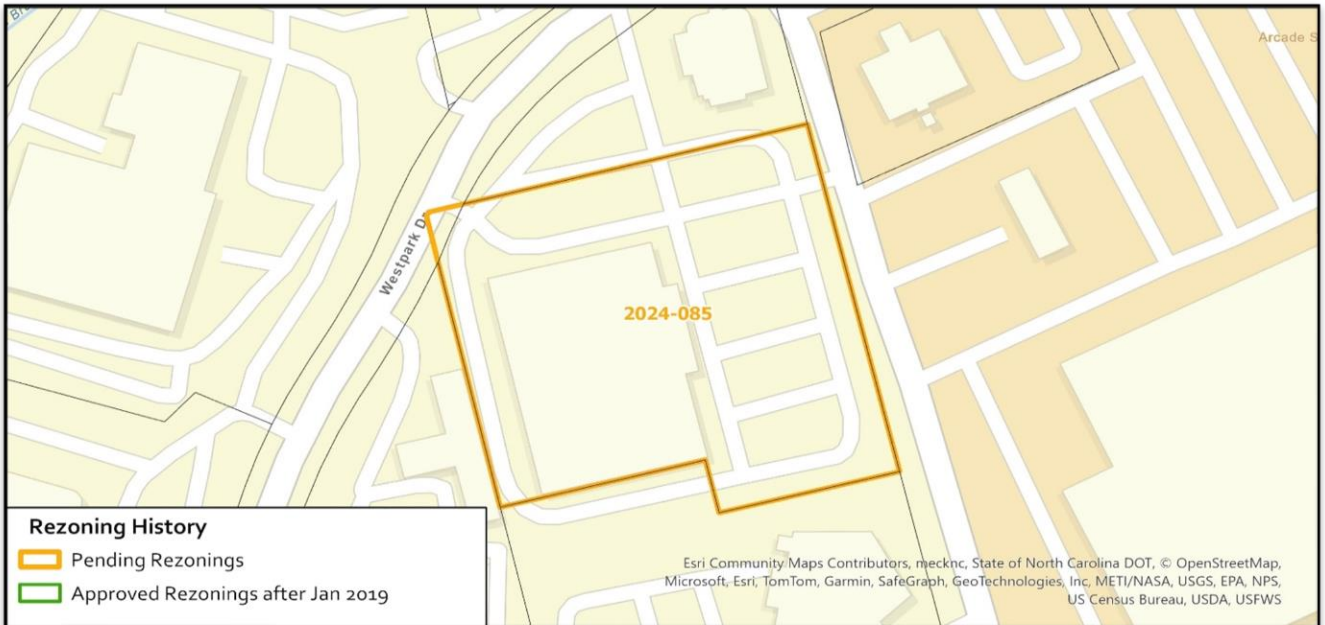 Arcade S
Westpark D
2024-085
Rezoning History
Pending Rezonings
Approved Rezonings after Jan 2019
Esri Community Maps Contributors, mecknc, State of North Carolina DOT, © OpenStreetMap,
Microsoft, Esri, TomTom, Garmin, SafeGraph, GeoTechnologies, Inc, METI/NASA, USGS, EPA, NPS,
US Census Bureau, USDA, USFWS